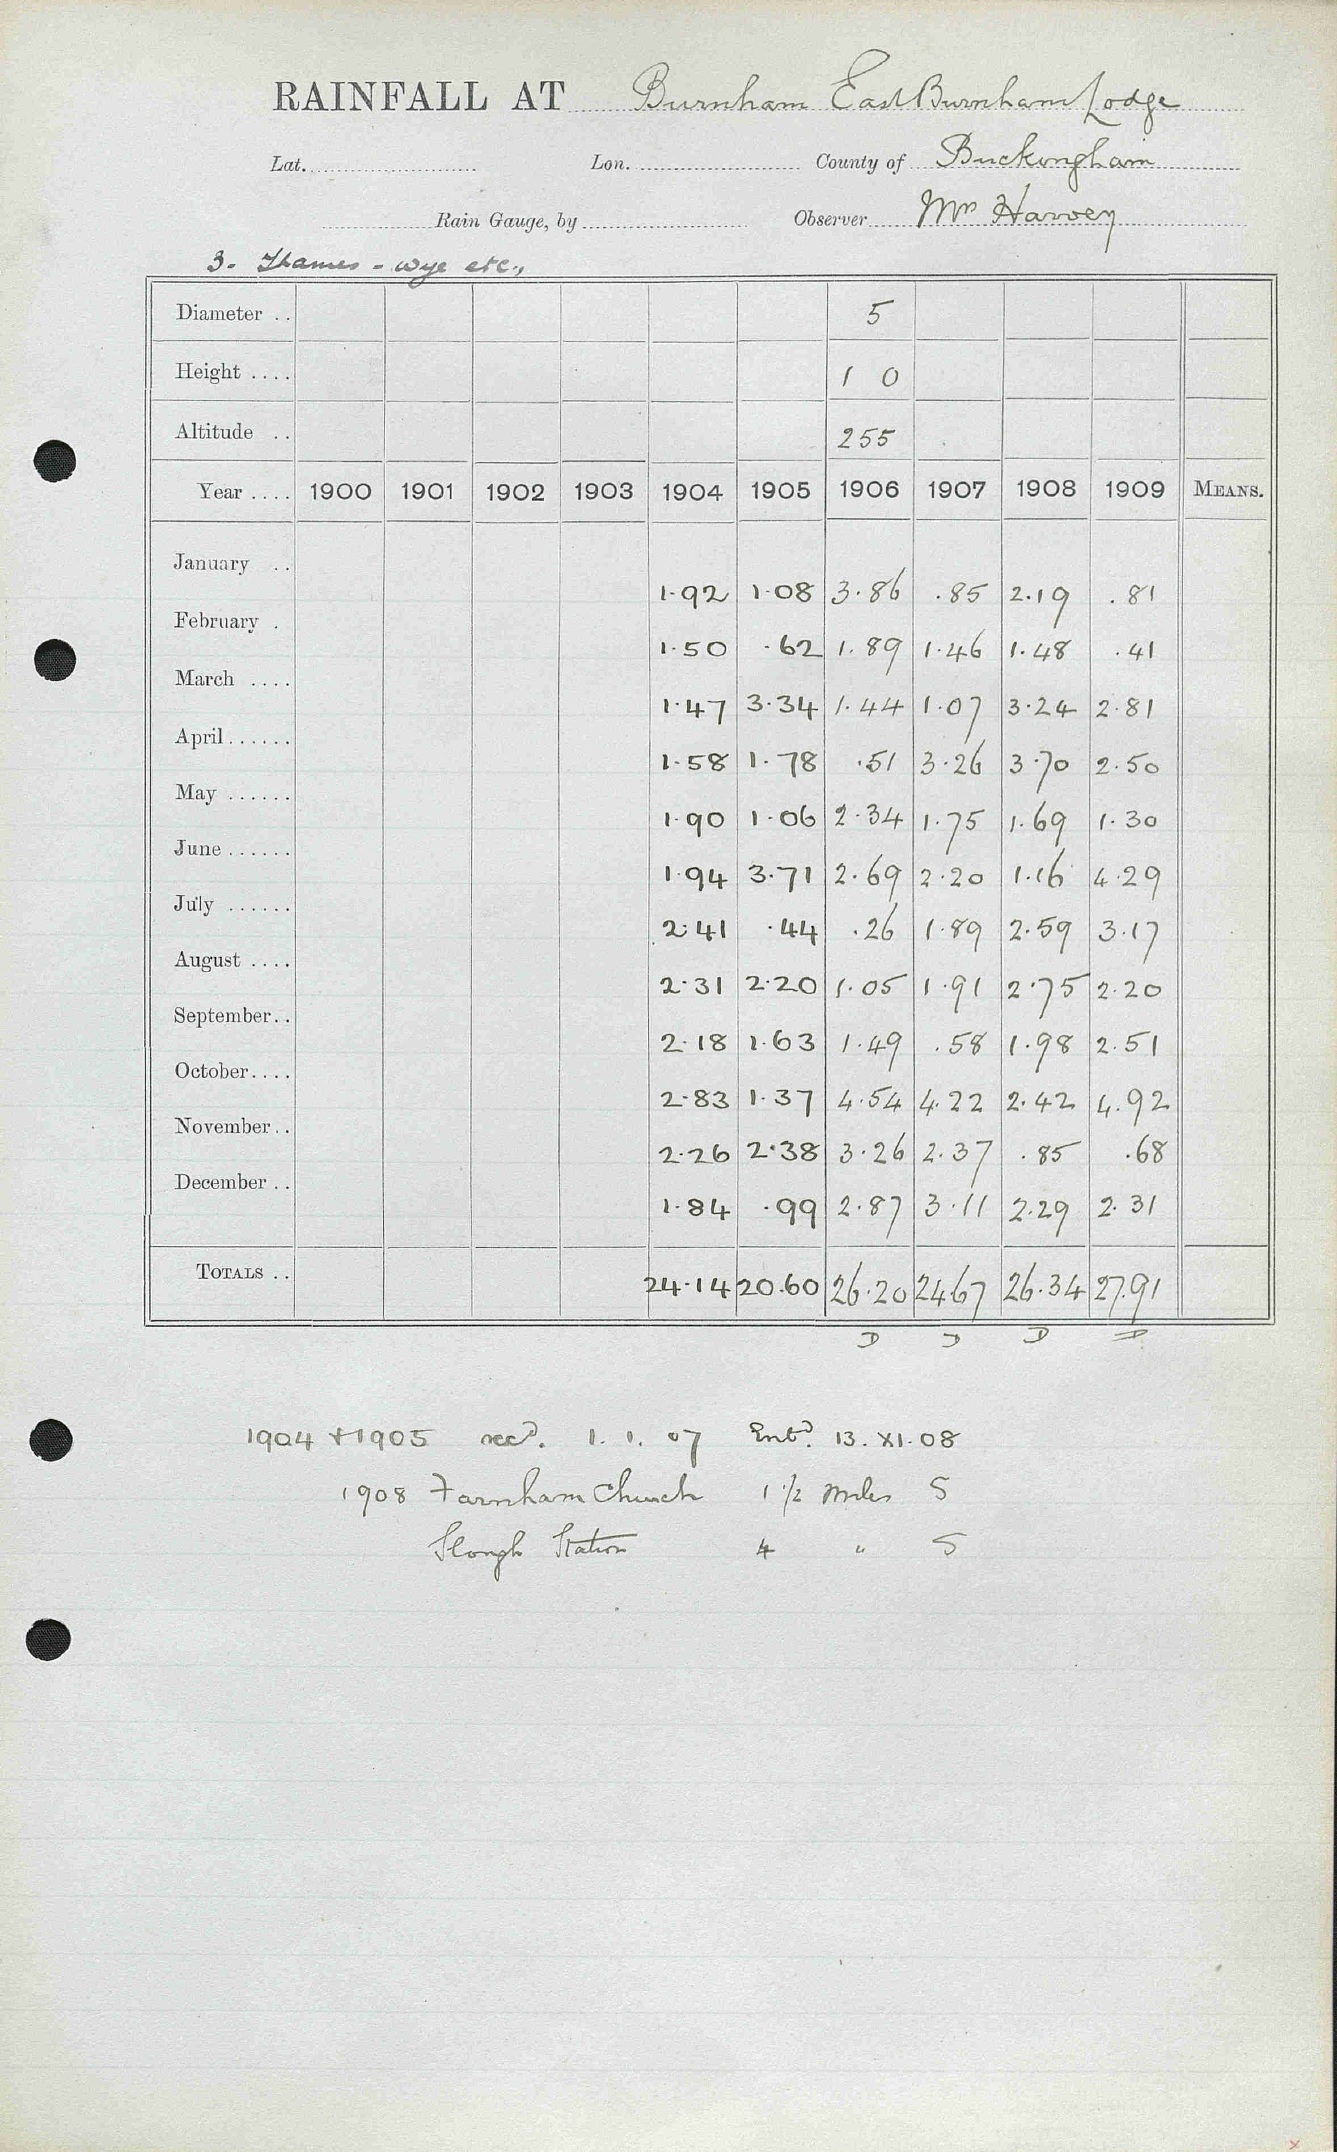 RAINFALL AT Burnham East Burnham Lodge
Lat. Lon. County of Buckingham
Rain Gauge, by Observer Mr Harvey
3. Thames - Wye etc.,
Diameter .. 5
Height .... 1 0
Altitude .. 255
Year .... 1900 1901 1902 1903 1904 1905 1906 1907 1908 1909 MEANS.
January .. 1.92 1.08 3.86 .85 2.19 .81
February . 1.50 .62 1.89 1.46 1.48 .41
March .... 1.47 3.34 1.44 1.07 3.24 2.81
April ...... 1.58 1.78 .51 3.26 3.70 2.50
May ...... 1.90 1.06 2.34 1.75 1.69 1.30
June ...... 1.94 3.71 2.69 2.20 1.16 4.29
July ...... 2.41 .44 .26 1.89 2.59 3.17
August .... 2.31 2.20 1.05 1.91 2.75 2.20
September .. 2.18 1.63 1.49 .58 1.98 2.51
October .... 2.83 1.37 4.54 4.22 2.42 4.92
November .. 2.26 2.38 3.26 2.37 .85 .68
December .. 1.84 .99 2.87 3.11 2.29 2.31
TOTALS .. 24.14 20.60 26.20 24.67 26.34 27.91
D D D D
1904 + 1905 recd. 1.1.07 Entd. 13.XI.08
1908 Farnham Church 1 1/2 miles S
Slough Station 4 " S